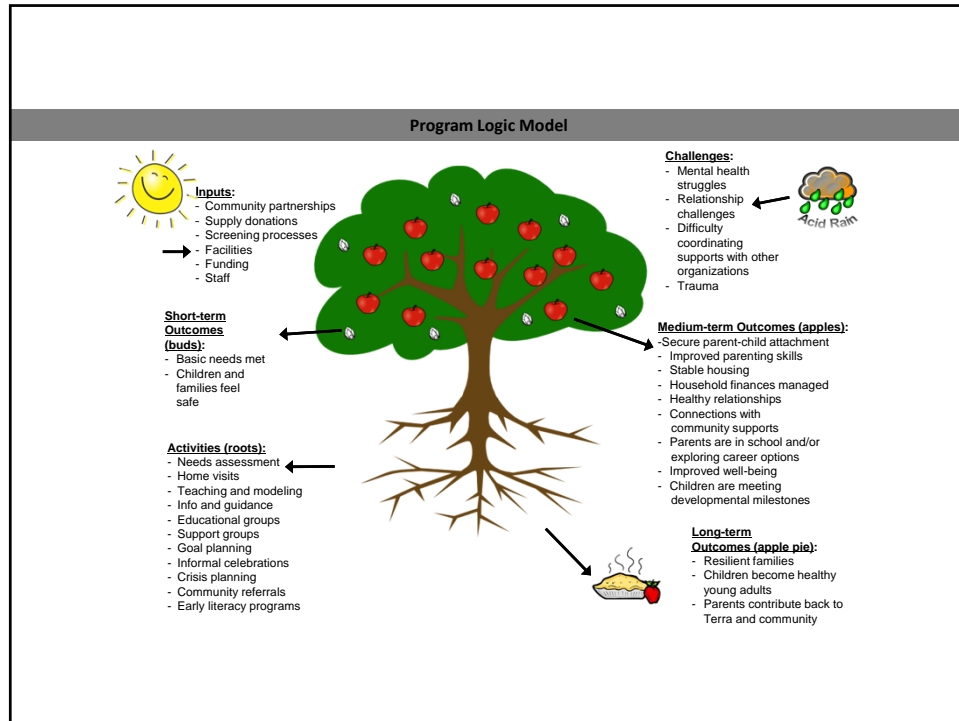 Program Logic Model
Inputs:
- Community partnerships
- Supply donations
- Screening processes
- Facilities
- Funding
- Staff
Challenges:
- Mental health
struggles
- Relationship
challenges
- Difficulty
coordinating
supports with other
organizations
- Trauma
Acid Rain
Short-term
Outcomes
(buds):
- Basic needs met
- Children and
families feel
safe
Medium-term Outcomes (apples):
-Secure parent-child attachment
- Improved parenting skills
- Stable housing
- Household finances managed
- Healthy relationships
- Connections with
community supports
- Parents are in school and/or
exploring career options
- Improved well-being
- Children are meeting
developmental milestones
Activities (roots):
- Needs assessment
- Home visits
- Teaching and modeling
- Info and guidance
- Educational groups
- Support groups
- Goal planning
- Informal celebrations
- Crisis planning
- Community referrals
- Early literacy programs
Long-term
Outcomes (apple pie):
- Resilient families
- Children become healthy
young adults
- Parents contribute back to
Terra and community